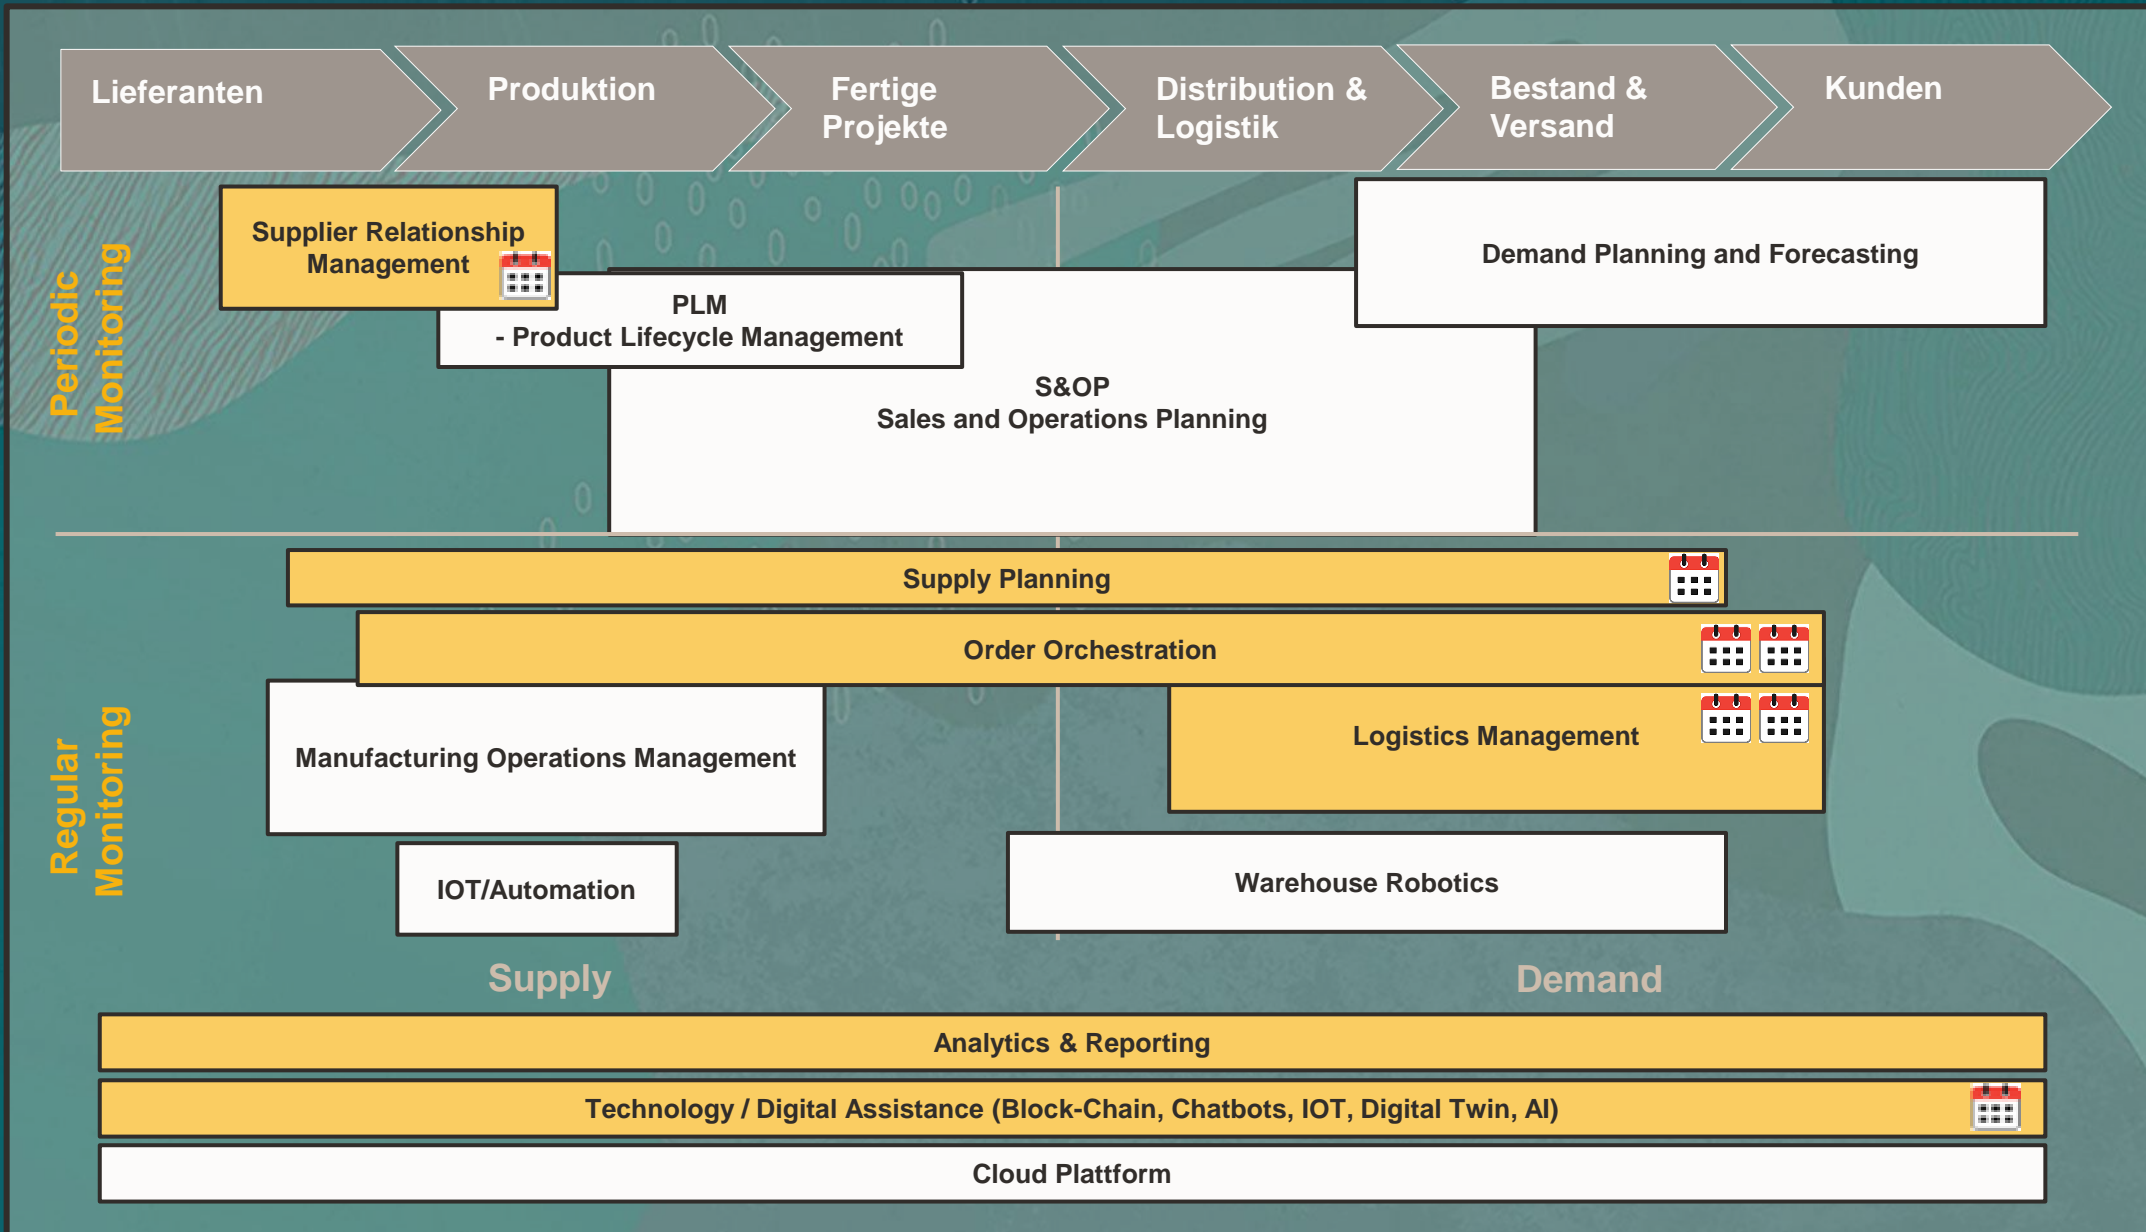 Lieferanten
Produktion
Fertige
Projekte
Distribution &
Logistik
Bestand &
Versand
Kunden
Periodic
Monitoring
Supplier Relationship
Management
PLM
- Product Lifecycle Management
S&OP
Sales and Operations Planning
Demand Planning and Forecasting
Regular
Monitoring
Supply Planning
Order Orchestration
Manufacturing Operations Management
Logistics Management
IOT/Automation
Warehouse Robotics
Supply
Demand
Analytics & Reporting
Technology / Digital Assistance (Block-Chain, Chatbots, IOT, Digital Twin, AI)
Cloud Plattform